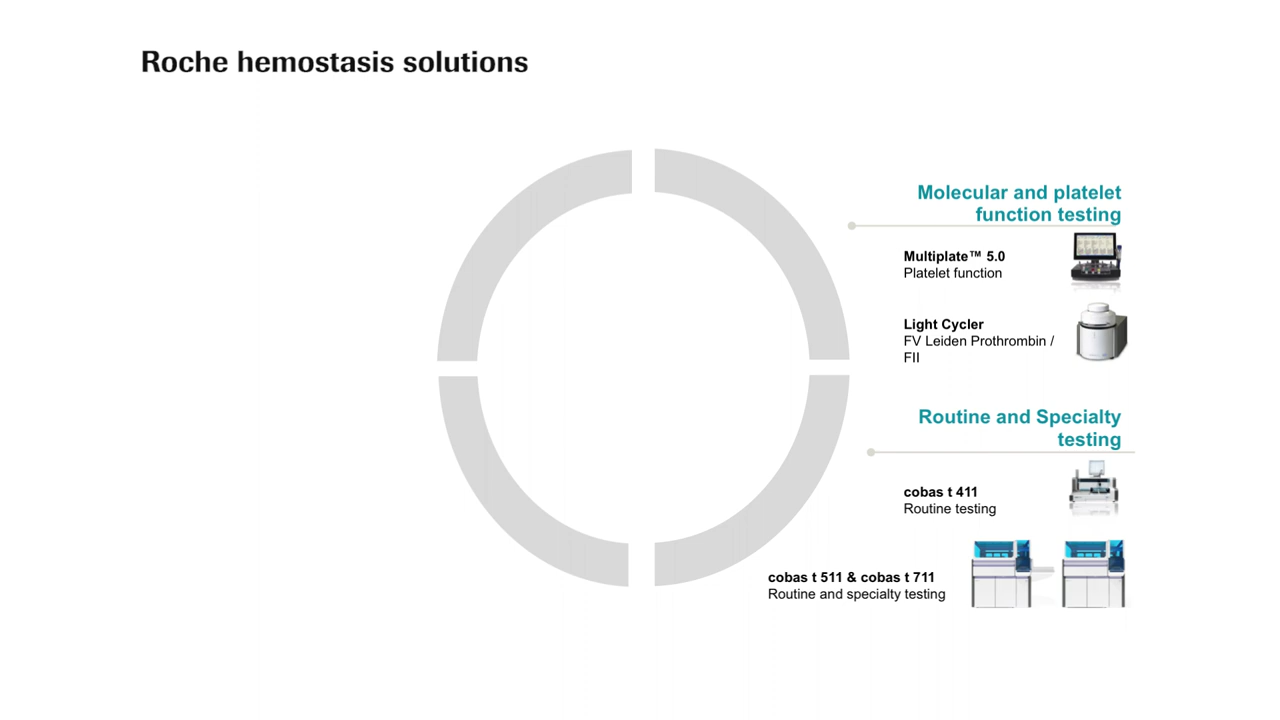 Roche hemostasis solutions
Molecular and platelet
function testing
Multiplate™ 5.0
Platelet function
Light Cycler
FV Leiden Prothrombin /
FII
Routine and Specialty
testing
cobas t 411
Routine testing
cobas t 511 & cobas t 711
Routine and specialty testing